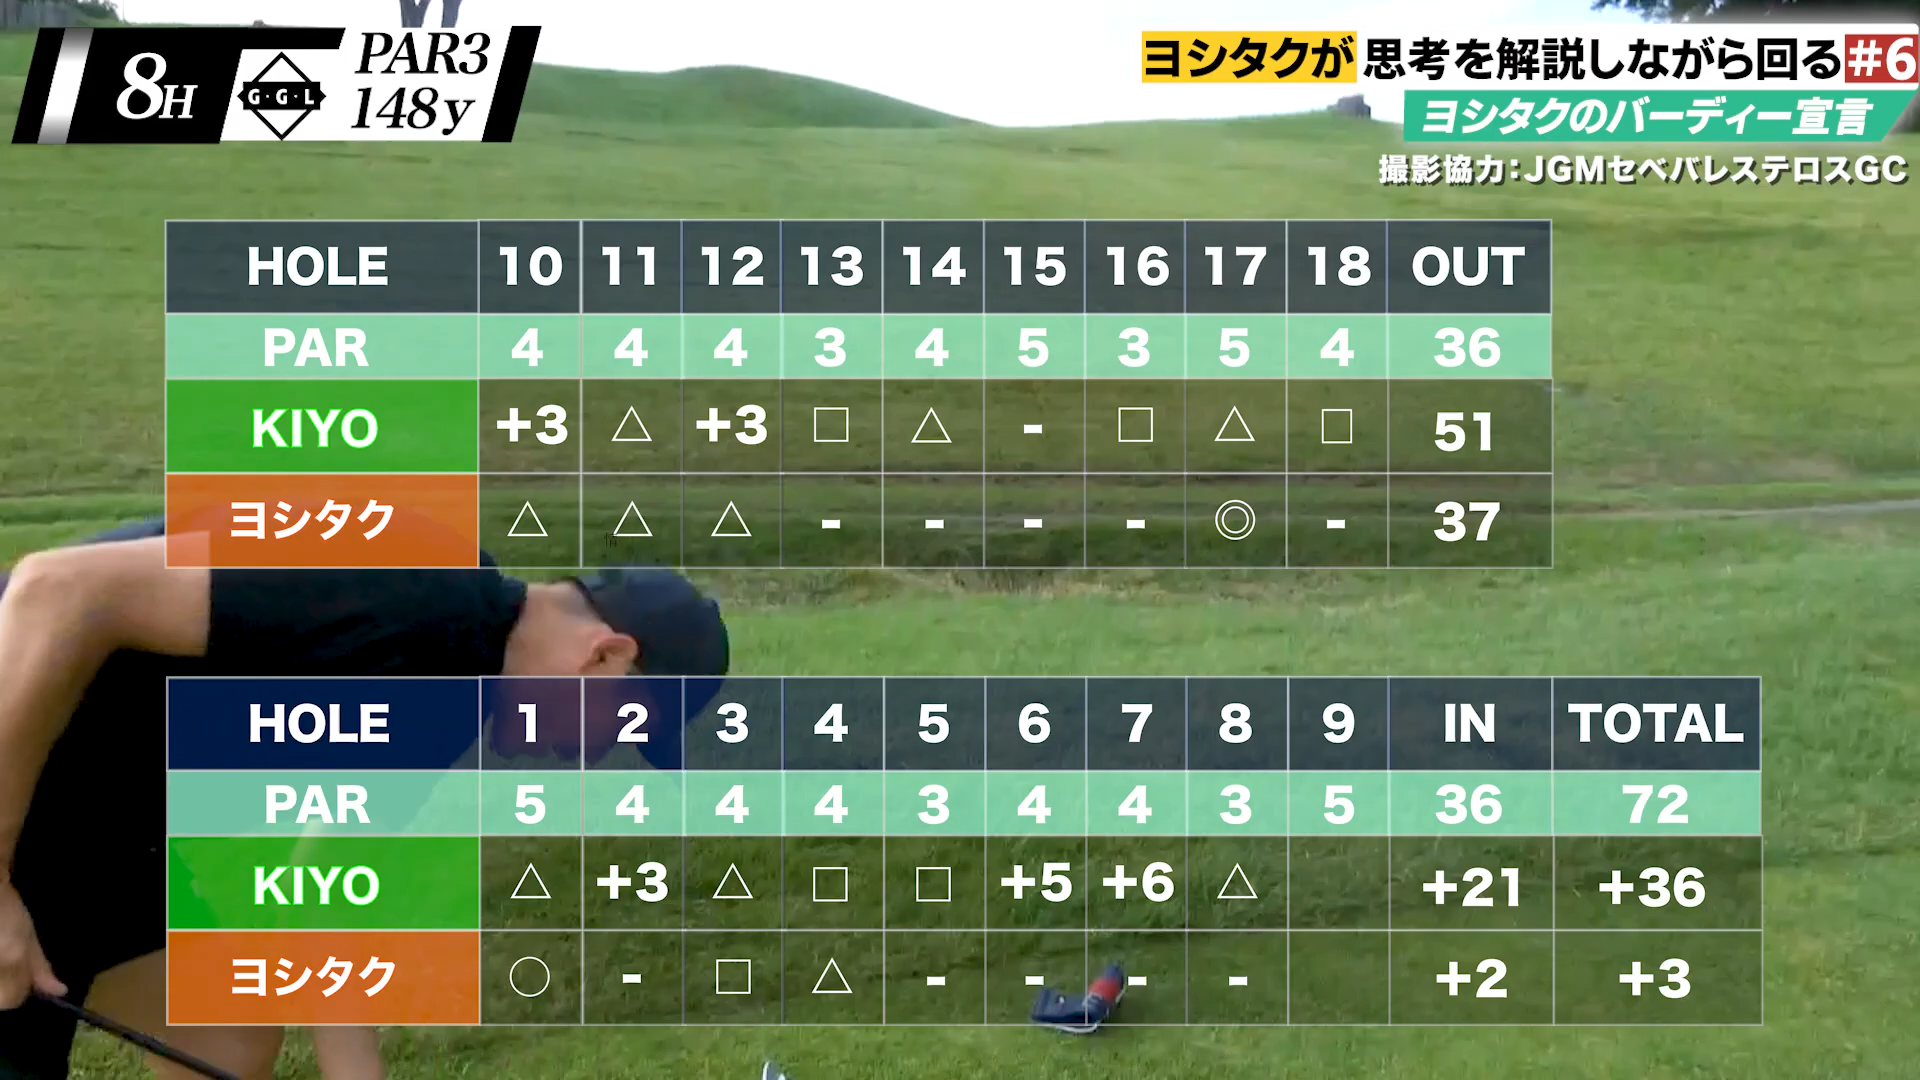 8H
G·G·L
PAR3
148y
ヨシタクが思考を解説しながら回る#6
ヨシタクのバーディー宣言
撮影協力:JGMセベバレステロスGC
HOLE 10 11 12 13 14 15 16 17 18 OUT
PAR 4 4 4 3 4 5 3 5 4 36
KIYO +3 △ +3 □ △ - □ △ □ 51
ヨシタク △ △ △ - - - - ◎ - 37
情
HOLE 1 2 3 4 5 6 7 8 9 IN TOTAL
PAR 5 4 4 4 3 4 4 3 5 36 72
KIYO △ +3 △ □ □ +5 +6 △ +21 +36
ヨシタク ○ - □ △ - - - - +2 +3